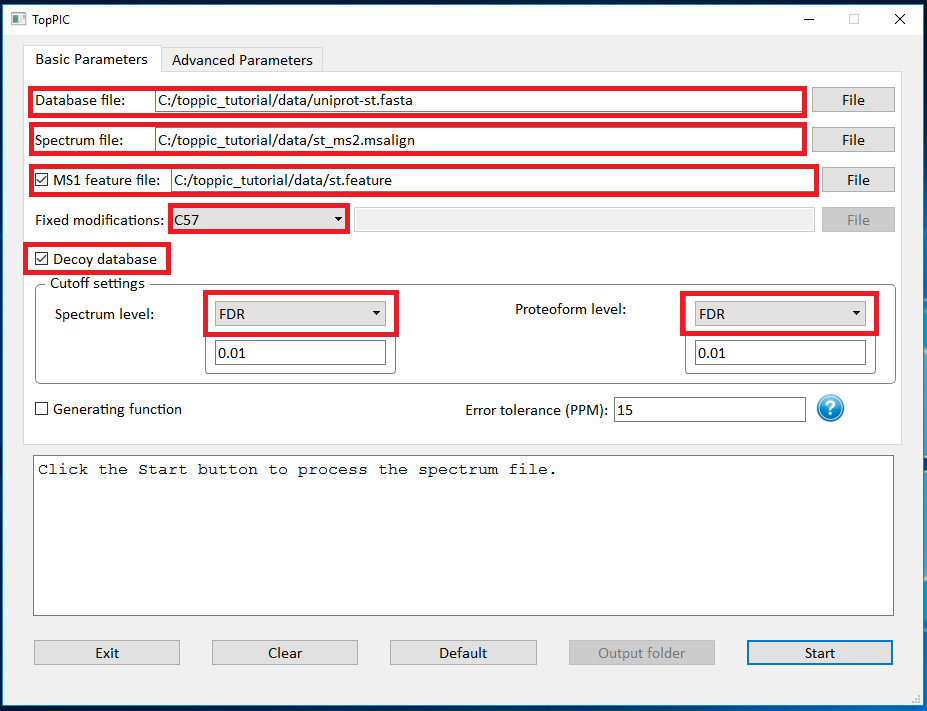 TopPIC
Basic Parameters Advanced Parameters
Database file: C:/toppic_tutorial/data/uniprot-st.fasta File
Spectrum file: C:/toppic_tutorial/data/st_ms2.msalign File
MS1 feature file: C:/toppic_tutorial/data/st.feature File
Fixed modifications: C57 File
Decoy database
Cutoff settings
Spectrum level: FDR Proteoform level: FDR
0.01 0.01
Generating function Error tolerance (PPM): 15 ?
Click the Start button to process the spectrum file.
Exit Clear Default Output folder Start